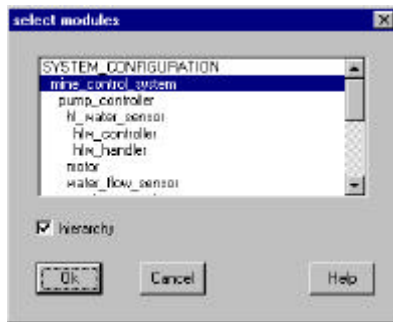 select modules
SYSTEM_CONFIGURATION
mine_control_system
pump_controller
hl_water_sensor
hlw_controller
hlw_handler
motor
water_flow_sensor
hierarchy
Ok
Cancel
Help